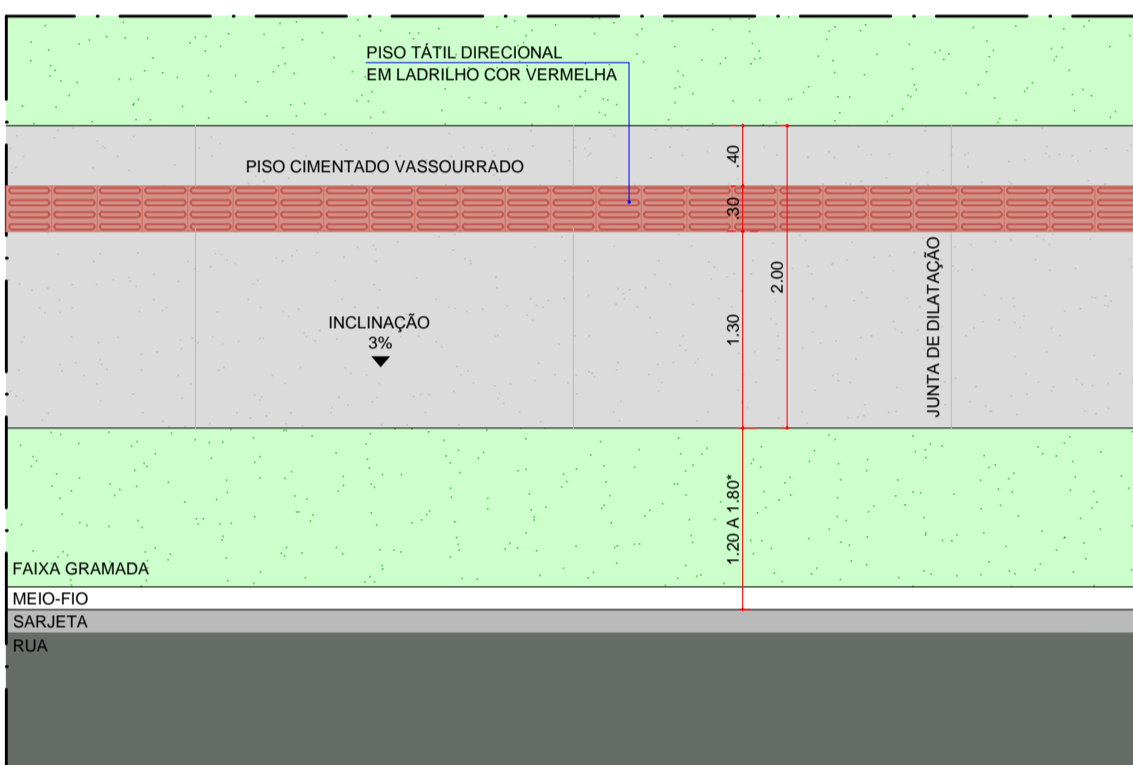 PISO TÁTIL DIRECIONAL
EM LADRILHO COR VERMELHA
PISO CIMENTADO VASSOURRADO
.40
.30
2.00
1.30
INCLINAÇÃO
3%
JUNTA DE DILATAÇÃO
1.20 A 1.80*
FAIXA GRAMADA
MEIO-FIO
SARJETA
RUA